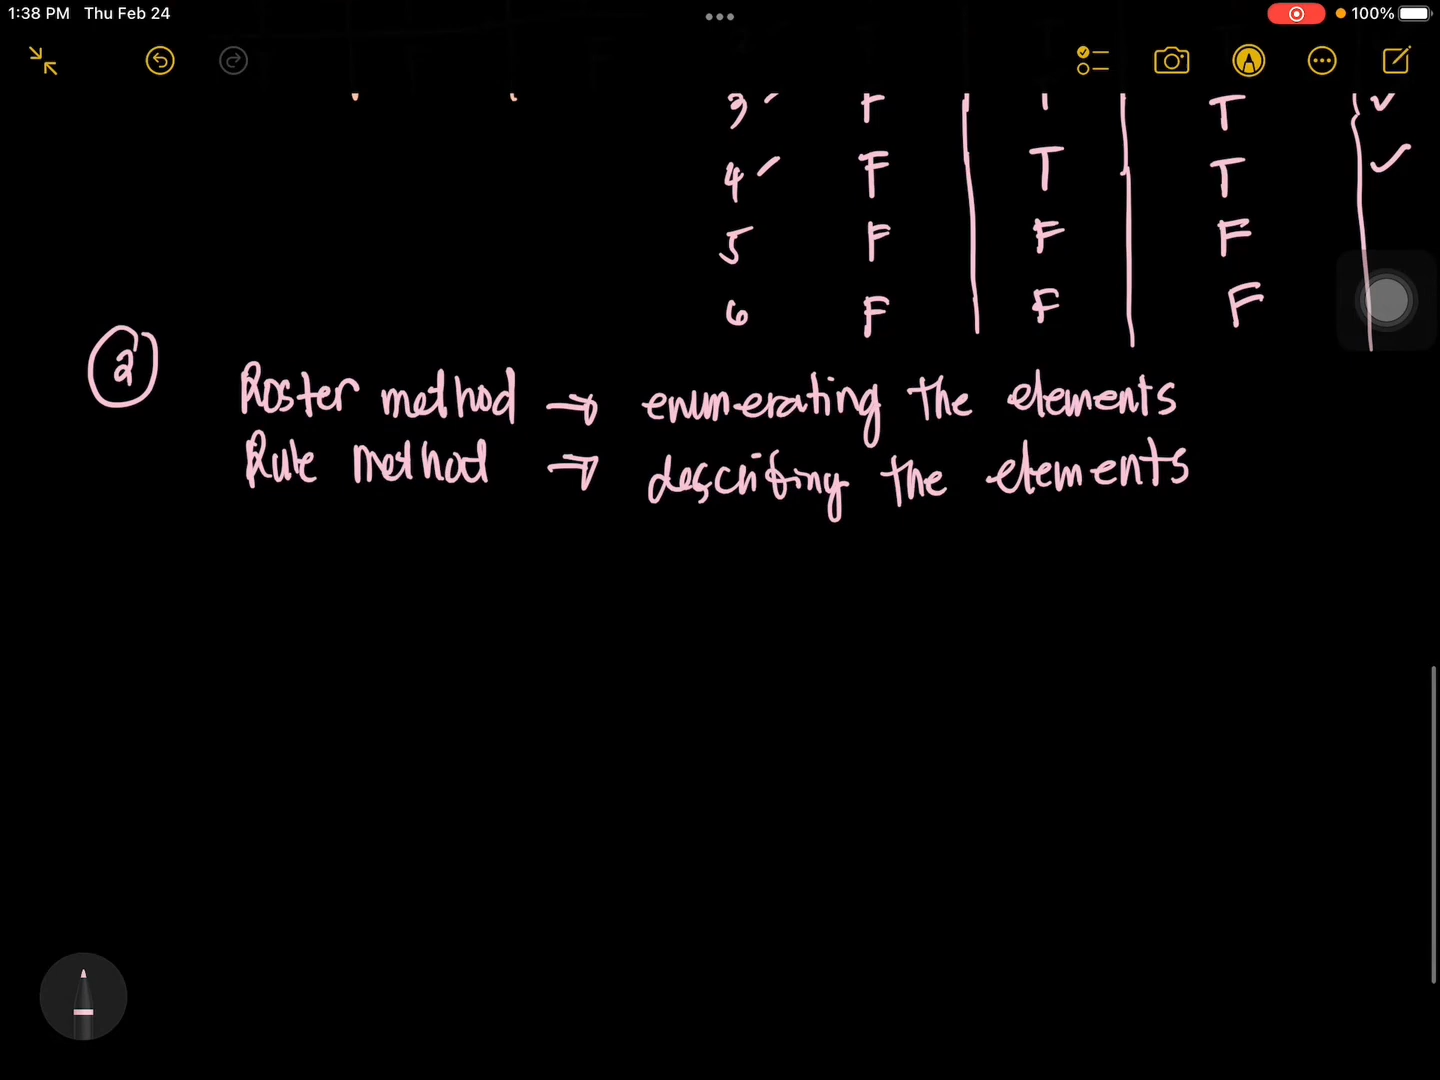 1:38 PM Thu Feb 24 100%
3 T
4 F T T
5 F F F
6 F F F
2 Roster method → enumerating the elements
Rule method → describing the elements